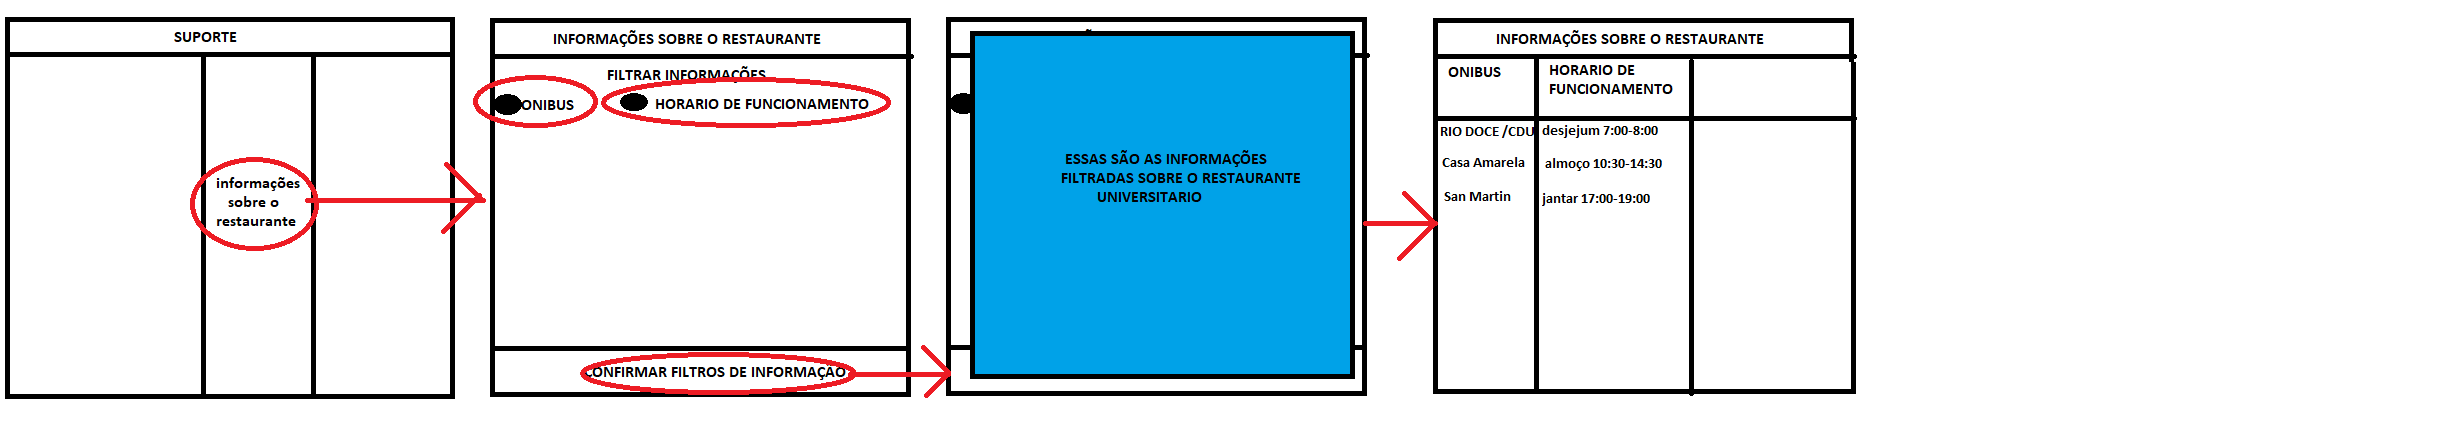 SUPORTE
informações
sobre o
restaurante
INFORMAÇÕES SOBRE O RESTAURANTE
FILTRAR INFORMAÇÕES
ONIBUS
HORARIO DE FUNCIONAMENTO
CONFIRMAR FILTROS DE INFORMAÇÃO
ESSAS SÃO AS INFORMAÇÕES
FILTRADAS SOBRE O RESTAURANTE
UNIVERSITARIO
INFORMAÇÕES SOBRE O RESTAURANTE
ONIBUS
HORARIO DE
FUNCIONAMENTO
RIO DOCE /CDU
desjejum 7:00-8:00
Casa Amarela
almoço 10:30-14:30
San Martin
jantar 17:00-19:00